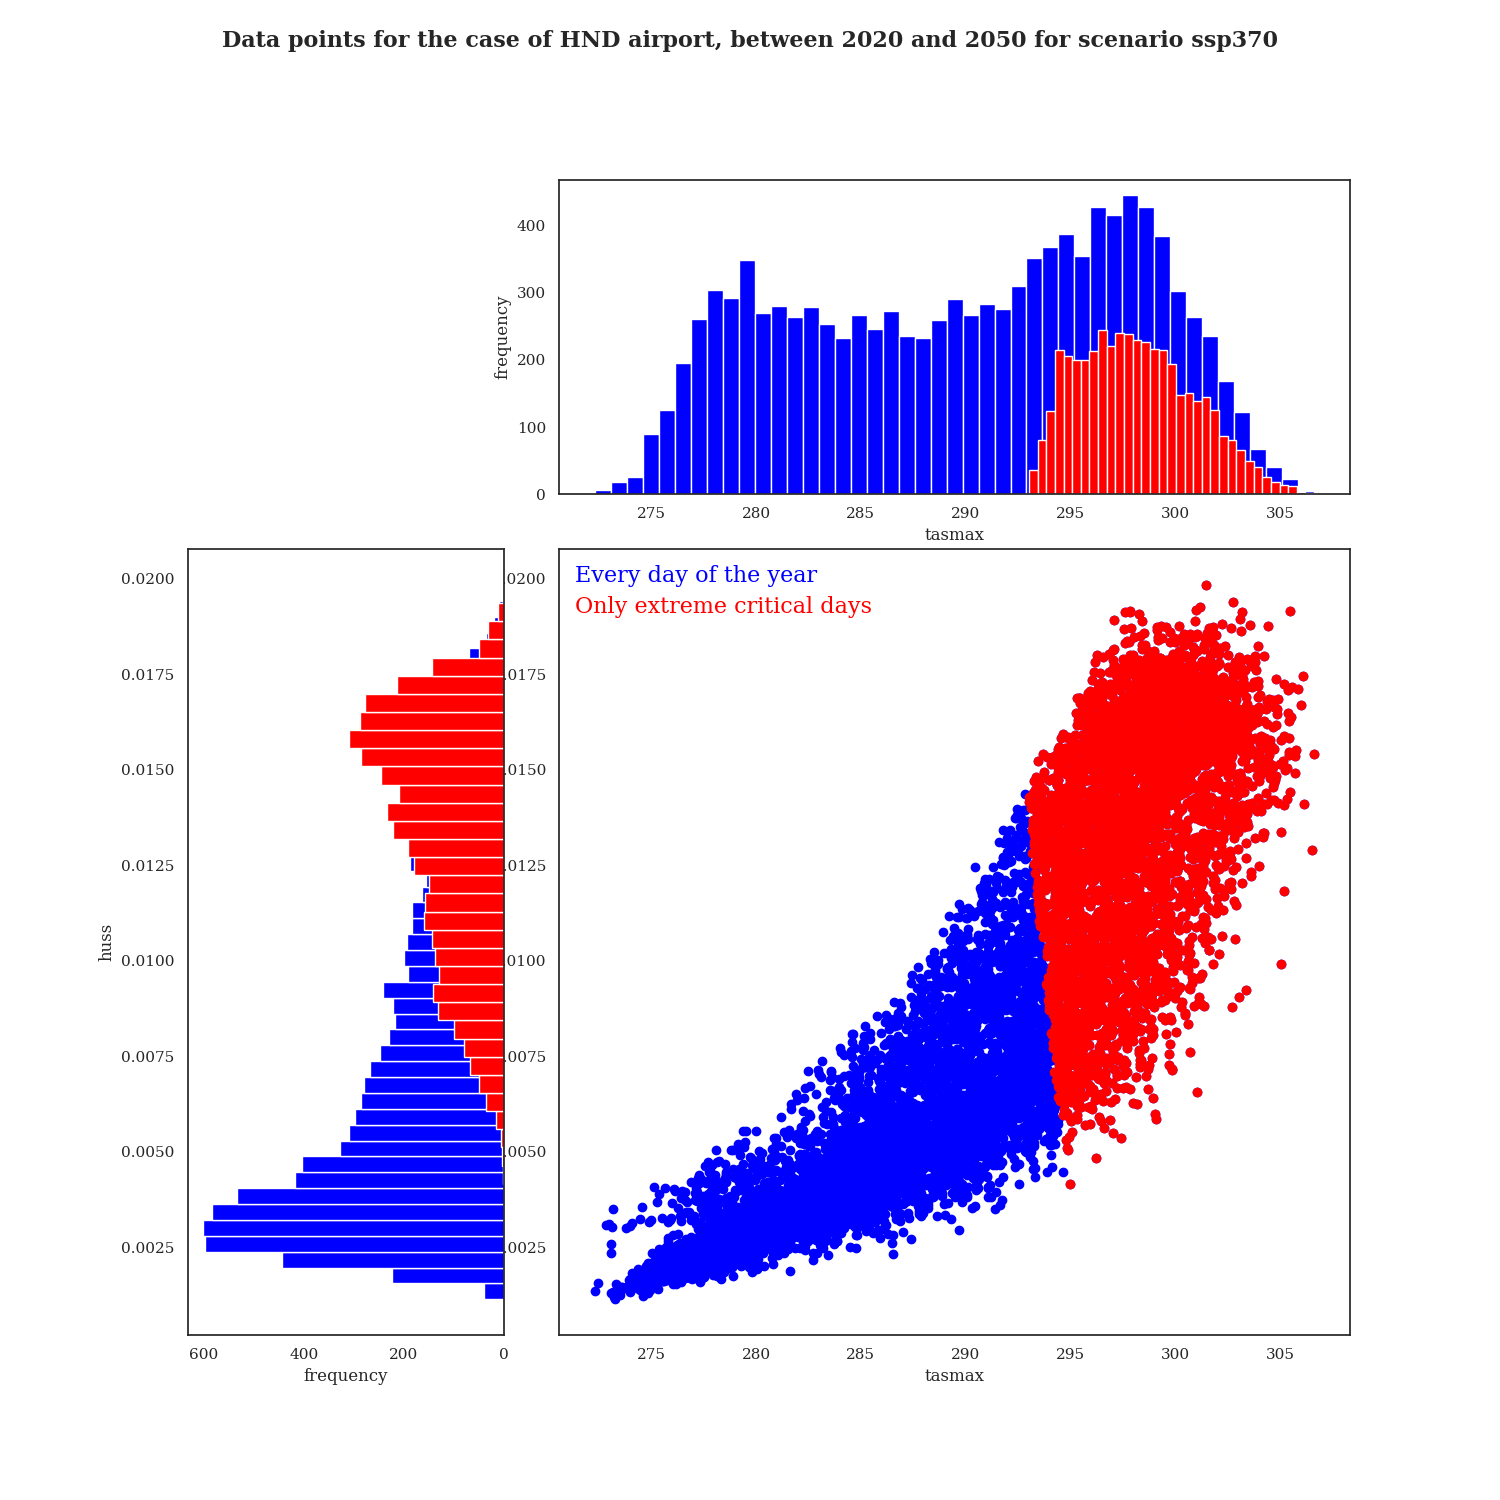 Data points for the case of HND airport, between 2020 and 2050 for scenario ssp370
400
300
200
100
0
frequency
275 280 285 290 295 300 305
tasmax
0.0200
0.0175
0.0150
0.0125
0.0100
0.0075
0.0050
0.0025
huss
600 400 200 0
frequency
Every day of the year
Only extreme critical days
.0200
.0175
.0150
.0125
.0100
.0075
.0050
.0025
275 280 285 290 295 300 305
tasmax